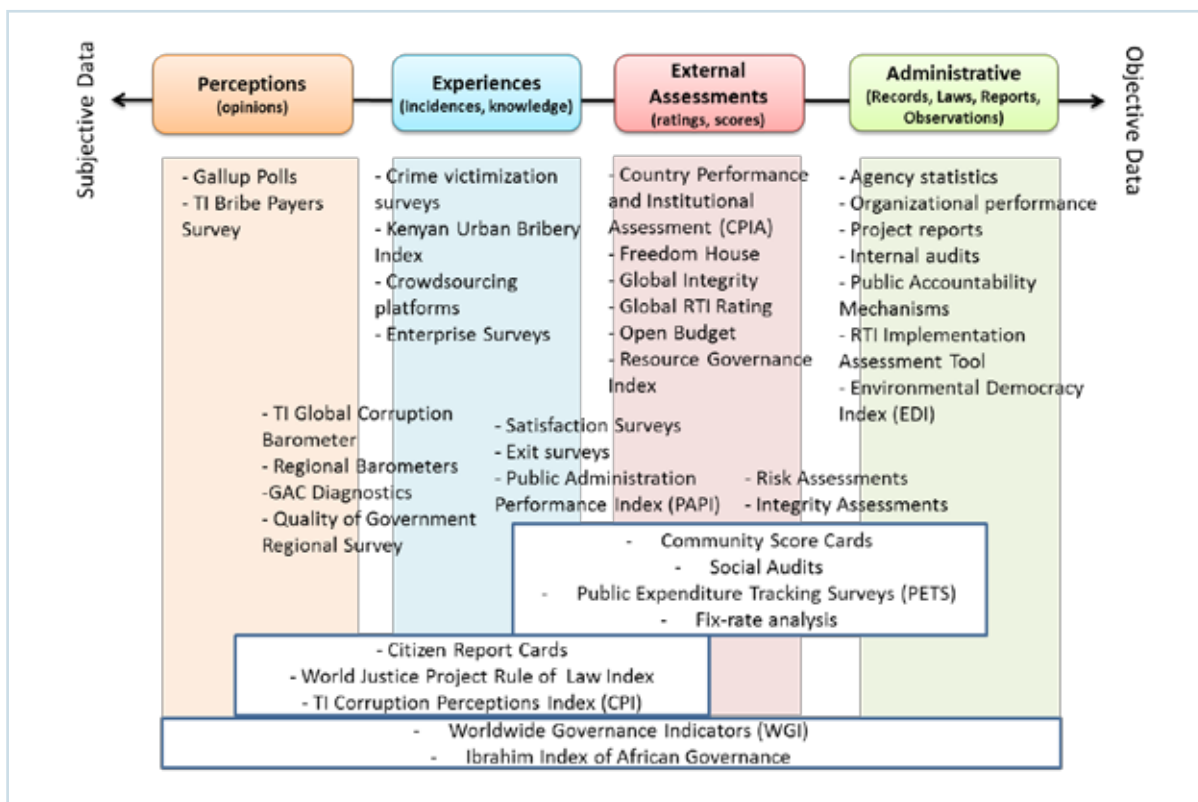 Subjective Data
Perceptions
(opinions)
Experiences
(incidences, knowledge)
External
Assessments
(ratings, scores)
Administrative
(Records, Laws, Reports,
Observations)
Objective Data
- Gallup Polls
- TI Bribe Payers
Survey
- Crime victimization
surveys
- Kenyan Urban Bribery
Index
- Crowdsourcing
platforms
- Enterprise Surveys
- Country Performance
and Institutional
Assessment (CPIA)
- Freedom House
- Global Integrity
- Global RTI Rating
- Open Budget
- Resource Governance
Index
- Agency statistics
- Organizational performance
- Project reports
- Internal audits
- Public Accountability
Mechanisms
- RTI Implementation
Assessment Tool
- Environmental Democracy
Index (EDI)
- TI Global Corruption
Barometer
- Regional Barometers
-GAC Diagnostics
- Quality of Government
Regional Survey
- Satisfaction Surveys
- Exit surveys
- Public Administration
Performance Index (PAPI)
- Risk Assessments
- Integrity Assessments
- Community Score Cards
- Social Audits
- Public Expenditure Tracking Surveys (PETS)
- Fix-rate analysis
- Citizen Report Cards
- World Justice Project Rule of Law Index
- TI Corruption Perceptions Index (CPI)
- Worldwide Governance Indicators (WGI)
- Ibrahim Index of African Governance